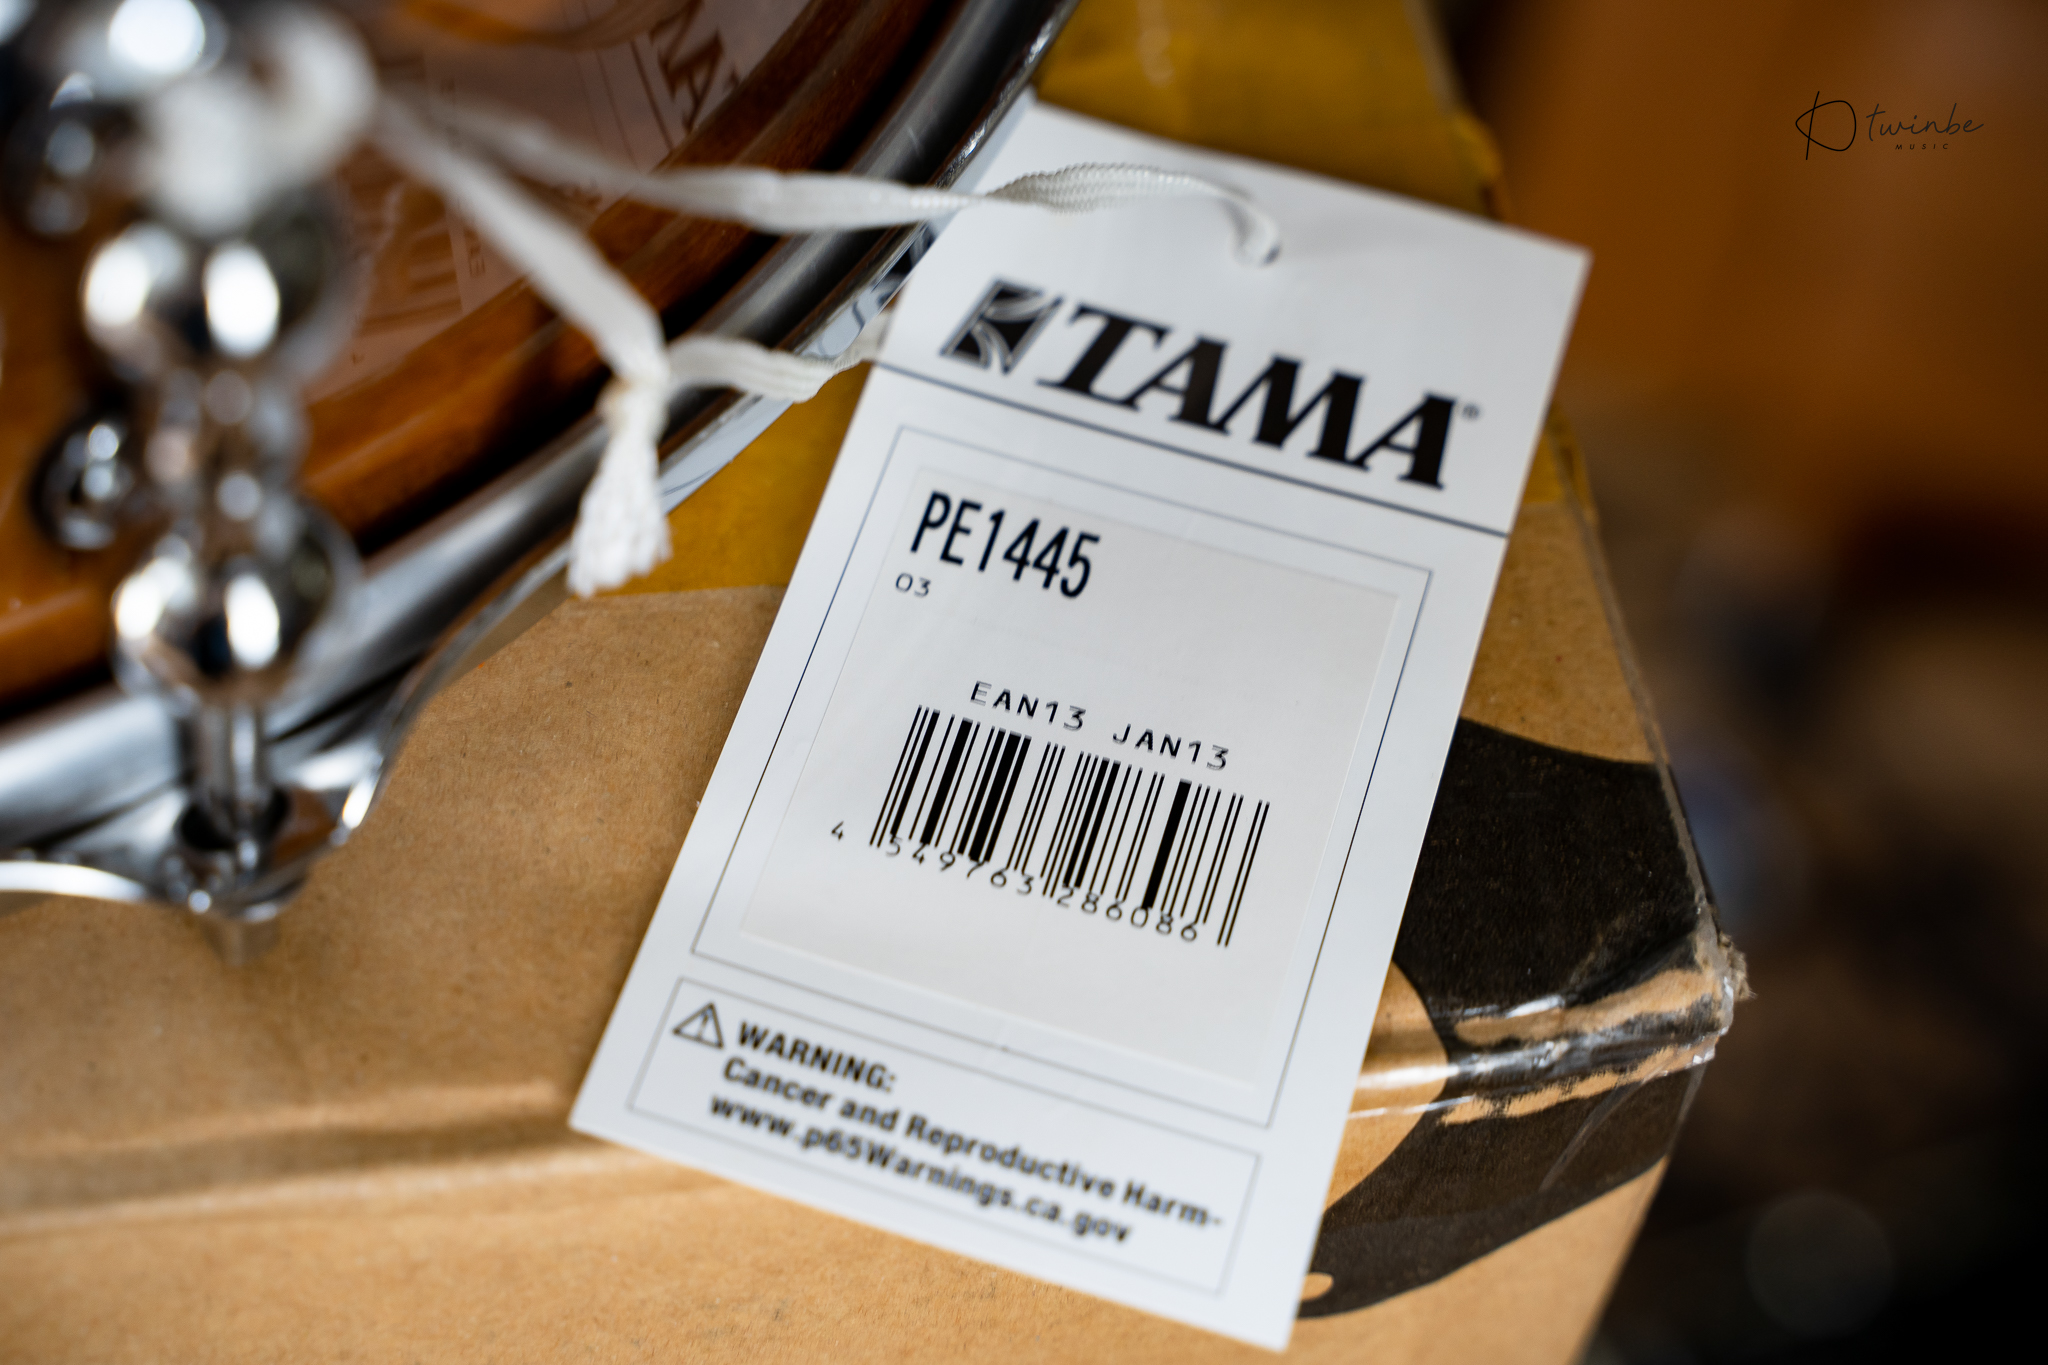 twinbe
MUSIC
TAMA®
PE1445
03
EAN13 JAN13
4 549763 286086
WARNING:
Cancer and Reproductive Harm-
www.p65Warnings.ca.gov